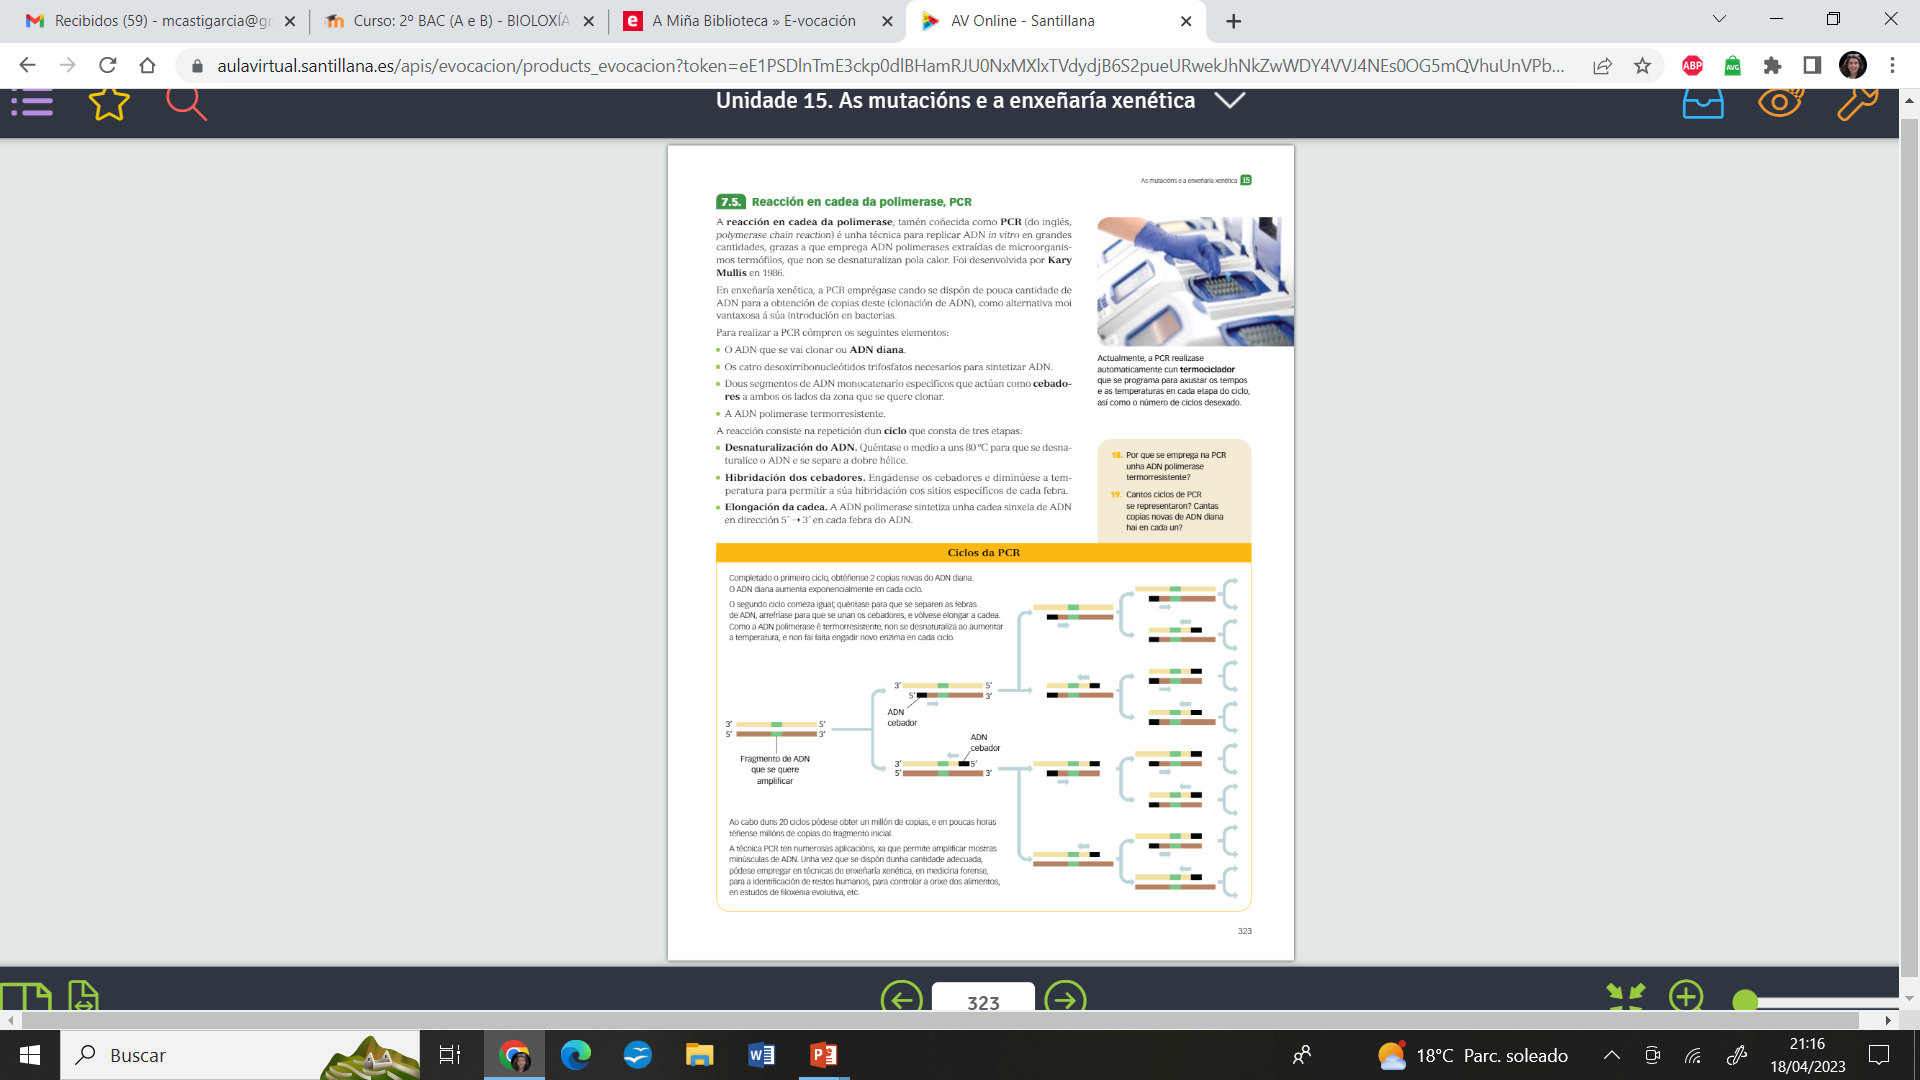 Recibidos (59) - mcastigarcia@gm
Curso: 2º BAC (A e B) - BIOLOXÍA
A Miña Biblioteca » E-vocación
AV Online - Santillana
aulavirtual.santillana.es/apis/evocacion/products_evocacion?token=eE1PSDlnTmE3ckp0dlBHamRJU0NxMXlxTVdydjB6S2pueURwekJhNkZwWDY4VVJ4NEs0OG5mQVhuUnVPb...
ABP
AVG
Unidade 15. As mutacións e a enxeñaría xenética
As mutacións e a enxeñaría xenética 15
7.5. Reacción en cadea da polimerase, PCR
A reacción en cadea da polimerase, tamén coñecida como PCR (do inglés,
polymerase chain reaction) é unha técnica para replicar ADN in vitro en grandes
cantidades, grazas a que emprega ADN polimerases extraídas de microorganis-
mos termófilos, que non se desnaturalizan pola calor. Foi desenvolvida por Kary
Mullis en 1986.
En enxeñaría xenética, a PCR emprégase cando se dispón de pouca cantidade de
ADN para a obtención de copias deste (clonación de ADN), como alternativa moi
vantaxosa á súa introdución en bacterias.
Para realizar a PCR cómpren os seguintes elementos:
O ADN que se vai clonar ou ADN diana.
Os catro desoxirribonucleótidos trifosfatos necesarios para sintetizar ADN.
Dous segmentos de ADN monocatenario específicos que actúan como cebado-
res a ambos os lados da zona que se quere clonar.
A ADN polimerase termorresistente.
A reacción consiste na repetición dun ciclo que consta de tres etapas:
Desnaturalización do ADN. Quéntase o medio a uns 80 ºC para que se desna-
turalice o ADN e se separe a dobre hélice.
Hibridación dos cebadores. Engádense os cebadores e diminúese a tem-
peratura para permitir a súa hibridación cos sitios específicos de cada febra.
Elongación da cadea. A ADN polimerase sintetiza unha cadea sinxela de ADN
en dirección 5´ → 3´ en cada febra do ADN.
Actualmente, a PCR realízase
automaticamente cun termociclador
que se programa para axustar os tempos
e as temperaturas en cada etapa do ciclo,
así como o número de ciclos desexado.
18. Por que se emprega na PCR
unha ADN polimerase
termorresistente?
19. Cantos ciclos de PCR
se representaron? Cantas
copias novas de ADN diana
hai en cada un?
Ciclos da PCR
Completado o primeiro ciclo, obtéñense 2 copias novas do ADN diana.
O ADN diana aumenta exponencialmente en cada ciclo.
O segundo ciclo comeza igual; quéntase para que se separen as febras
de ADN, arrefríase para que se unan os cebadores, e vólvese elongar a cadea.
Como a ADN polimerase é termorresistente, non se desnaturaliza ao aumentar
a temperatura, e non fai falta engadir novo enzima en cada ciclo.
3’ 5’
5’ 3’
ADN
cebador
3’ 5’
5’ 3’
Fragmento de ADN
que se quere
amplificar
ADN
cebador
3’ 5’
5’ 3’
Ao cabo duns 20 ciclos pódese obter un millón de copias, e en poucas horas
téñense millóns de copias do fragmento inicial.
A técnica PCR ten numerosas aplicacións, xa que permite amplificar mostras
minúsculas de ADN. Unha vez que se dispón dunha cantidade adecuada,
pódese empregar en técnicas de enxeñaría xenética, en medicina forense,
para a identificación de restos humanos, para controlar a orixe dos alimentos,
en estudos de filoxenia evolutiva, etc.
323
323
Buscar
18°C Parc. soleado
21:16
18/04/2023